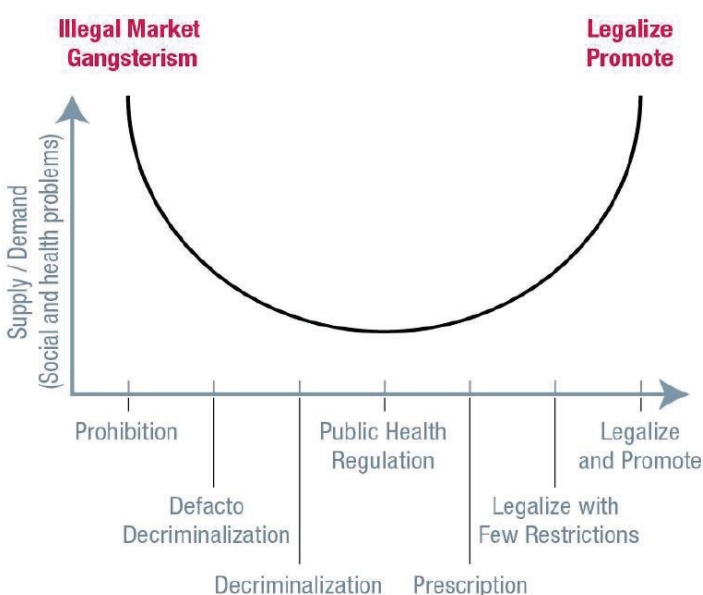 Illegal Market
Gangsterism
Legalize
Promote
Supply / Demand
(Social and health problems)
Prohibition
Public Health
Regulation
Legalize
and Promote
Defacto
Decriminalization
Legalize with
Few Restrictions
Decriminalization
Prescription